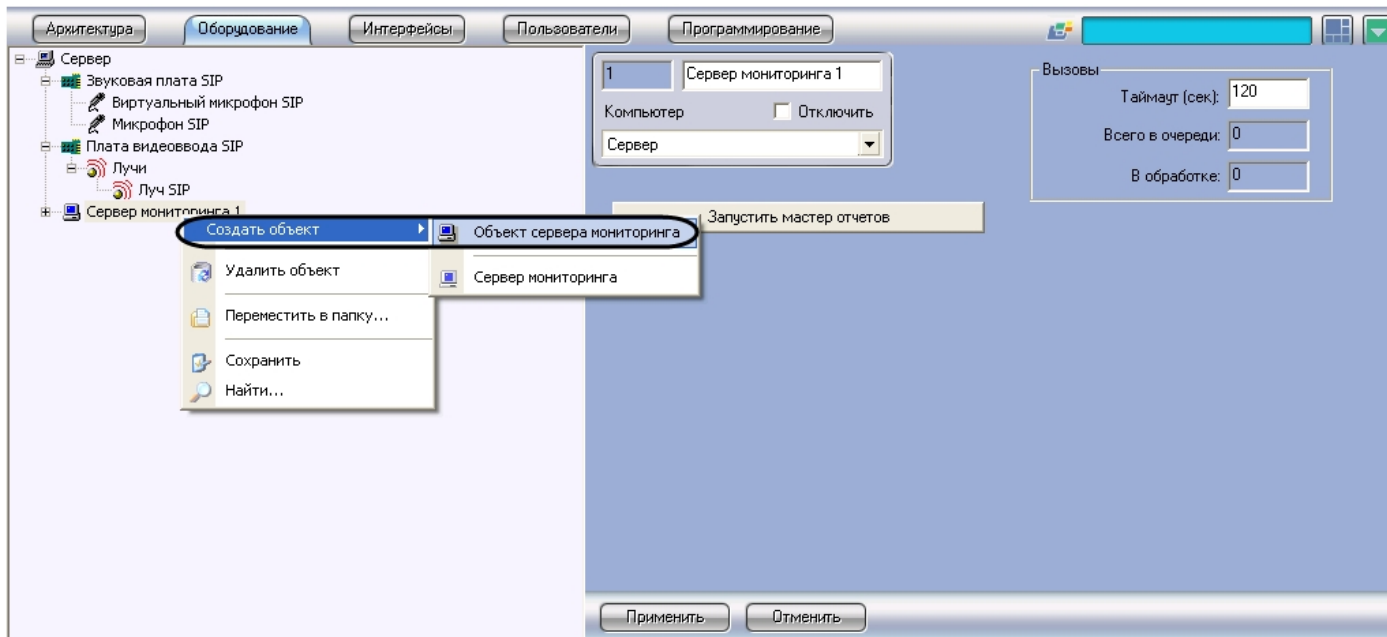 Архитектура Оборудование Интерфейсы Пользователи Программирование
Сервер
Звуковая плата SIP
Виртуальный микрофон SIP
Микрофон SIP
Плата видеоввода SIP
Лучи
Луч SIP
Сервер мониторинга 1
Создать объект
Удалить объект
Переместить в папку...
Сохранить
Найти...
Объект сервера мониторинга
Сервер мониторинга
1 Сервер мониторинга 1
Компьютер Отключить
Сервер
Запустить мастер отчетов
Вызовы
Таймаут (сек): 120
Всего в очереди: 0
В обработке: 0
Применить Отменить